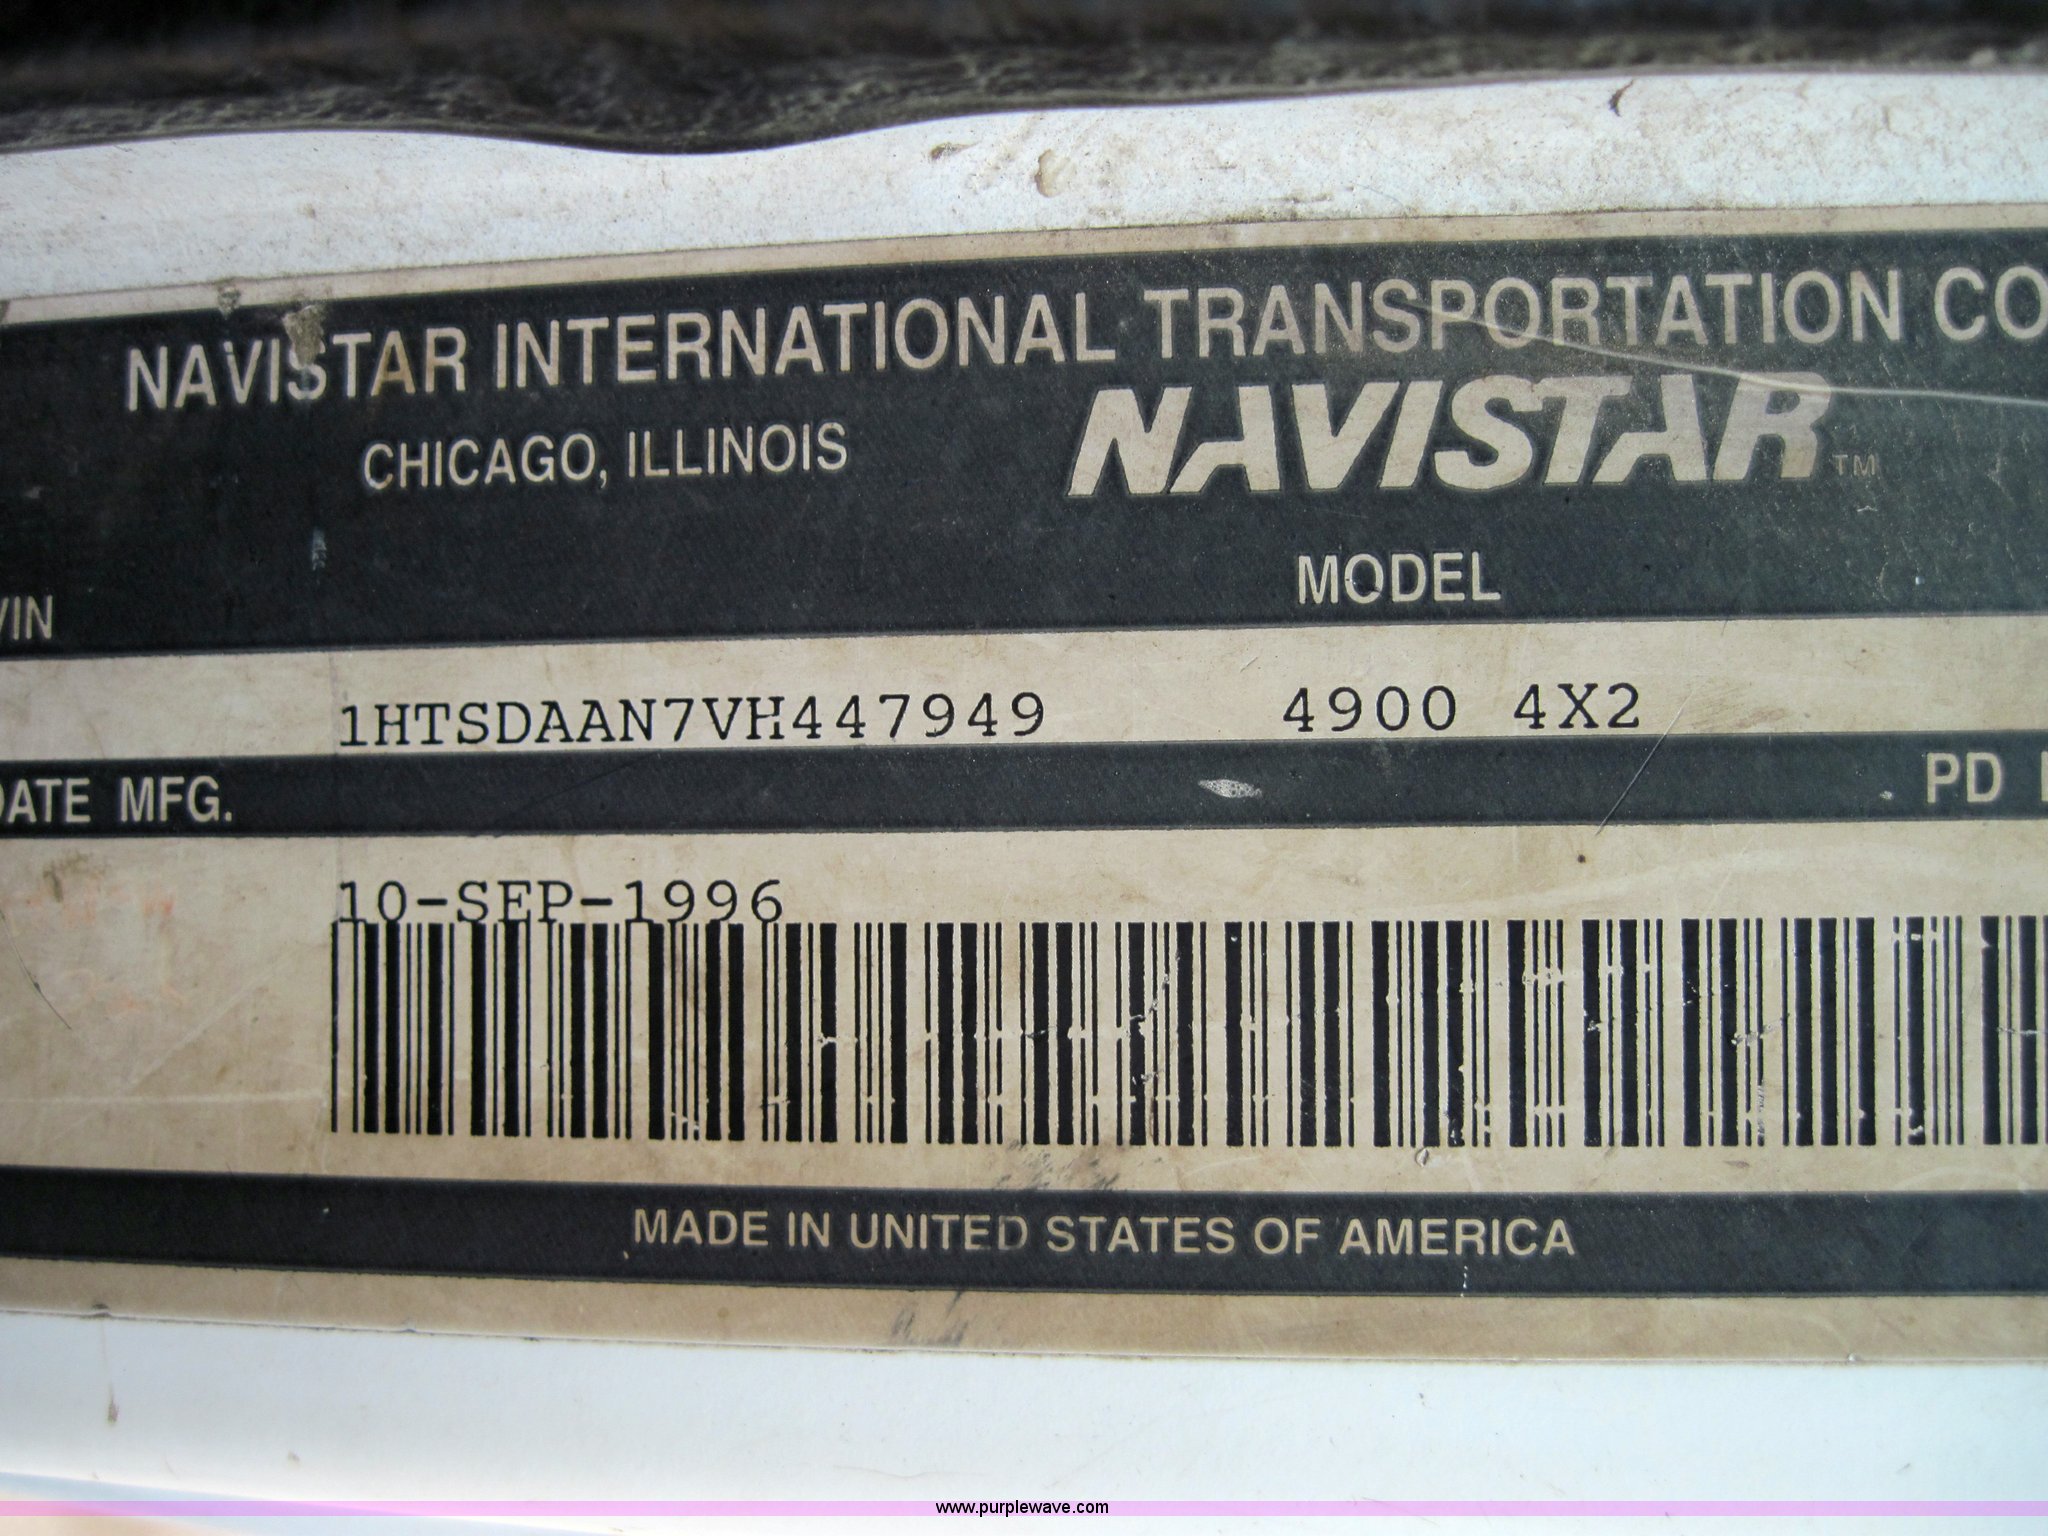 NAVISTAR INTERNATIONAL TRANSPORTATION CO
CHICAGO, ILLINOIS
NAVISTAR™
VIN
MODEL
1HTSDAAN7VH447949 4900 4X2
DATE MFG.
PD
10-SEP-1996
MADE IN UNITED STATES OF AMERICA
www.purplewave.com